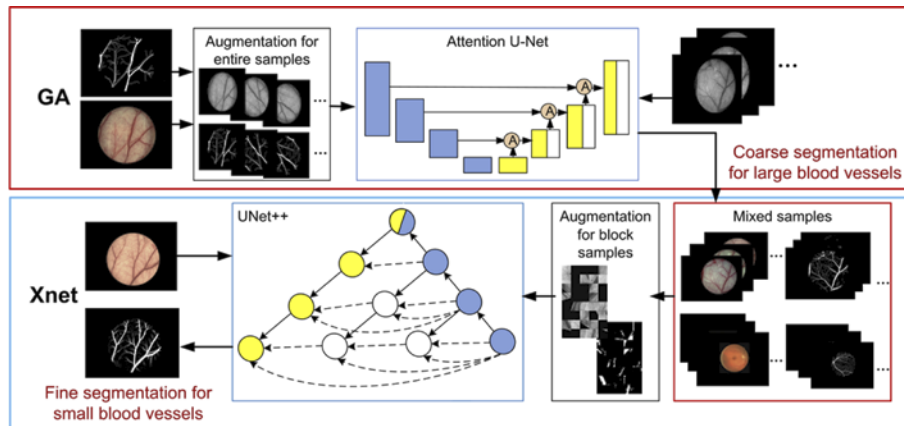 GA
Augmentation for
entire samples
...
...
Attention U-Net
A
A
A
...
Coarse segmentation
for large blood vessels
Xnet
UNet++
Augmentation
for block
samples
Mixed samples
...
...
...
...
Fine segmentation for
small blood vessels